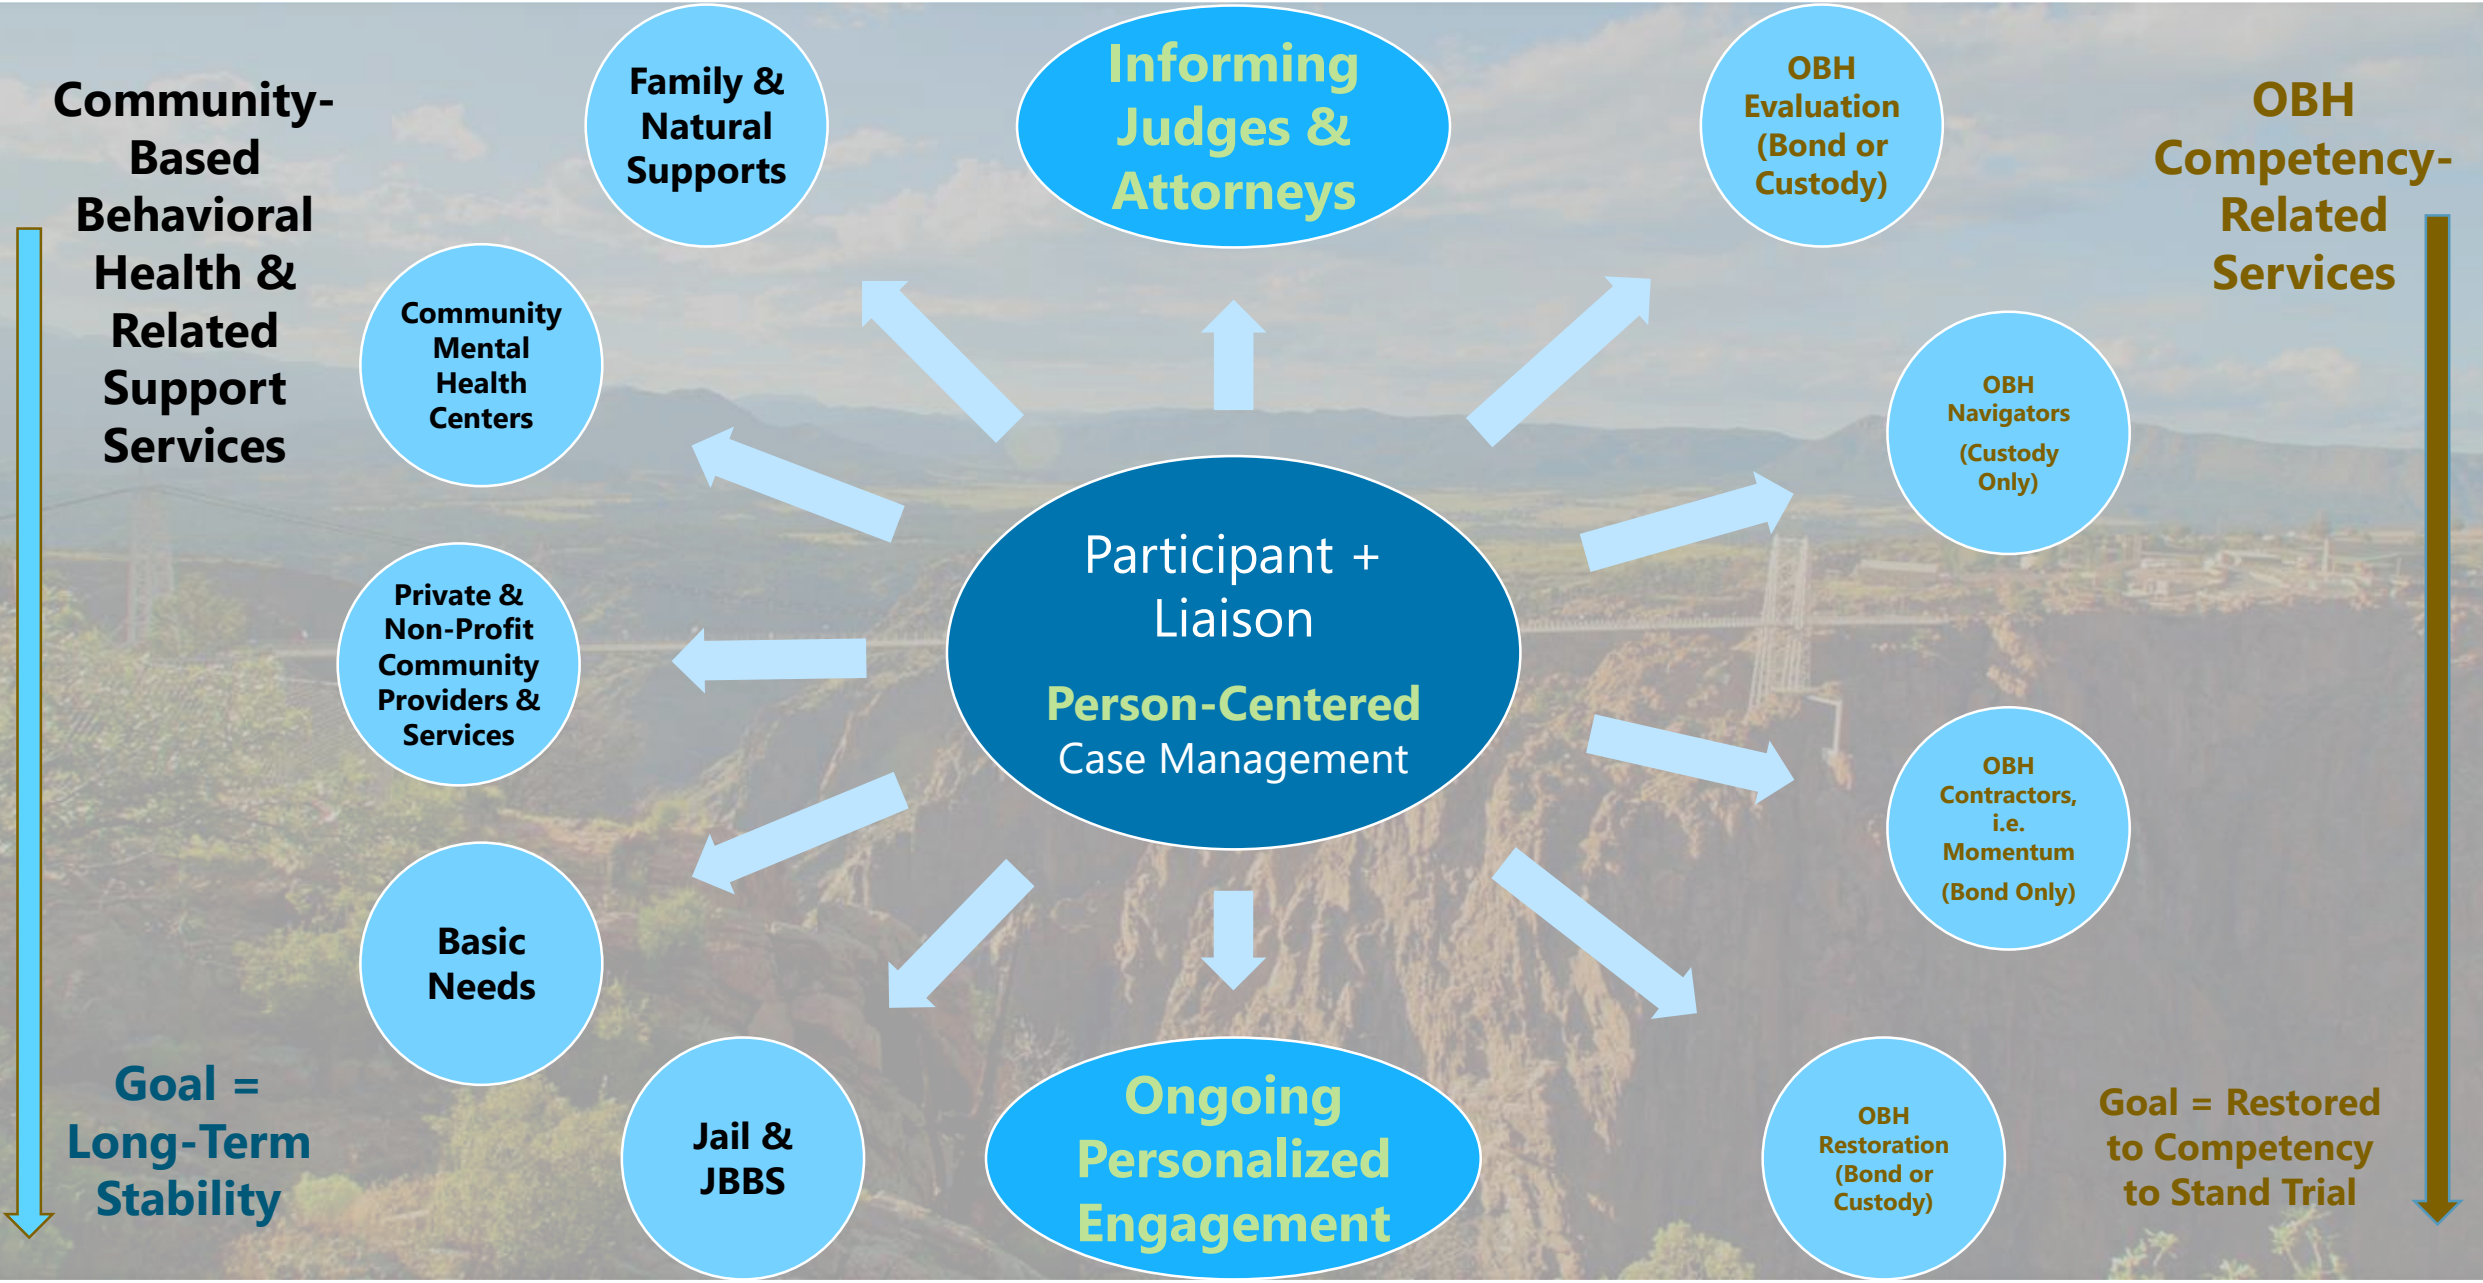 Community-
Based
Behavioral
Health &
Related
Support
Services
Goal =
Long-Term
Stability
Family &
Natural
Supports
Community
Mental
Health
Centers
Private &
Non-Profit
Community
Providers &
Services
Basic
Needs
Jail &
JBBS
Informing
Judges &
Attorneys
Participant +
Liaison
Person-Centered
Case Management
Ongoing
Personalized
Engagement
OBH
Evaluation
(Bond or
Custody)
OBH
Navigators
(Custody
Only)
OBH
Contractors,
i.e.
Momentum
(Bond Only)
OBH
Restoration
(Bond or
Custody)
OBH
Competency-
Related
Services
Goal = Restored
to Competency
to Stand Trial